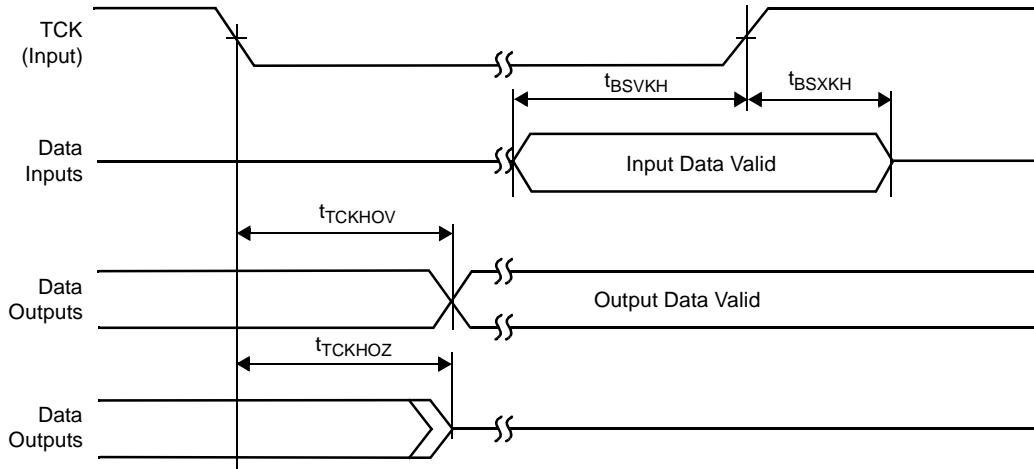 TCK
(Input)
tBSVKH
tBSXKH
Data
Inputs
Input Data Valid
tTCKHOV
Data
Outputs
Output Data Valid
tTCKHOZ
Data
Outputs